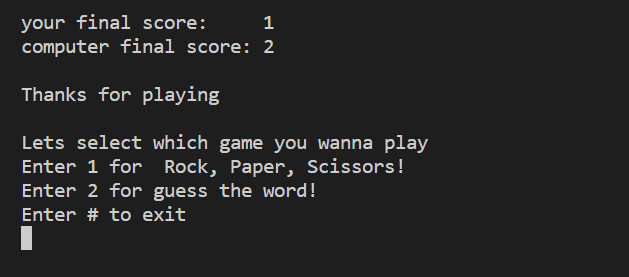 your final score:     1
computer final score: 2
Thanks for playing
Lets select which game you wanna play
Enter 1 for  Rock, Paper, Scissors!
Enter 2 for guess the word!
Enter # to exit